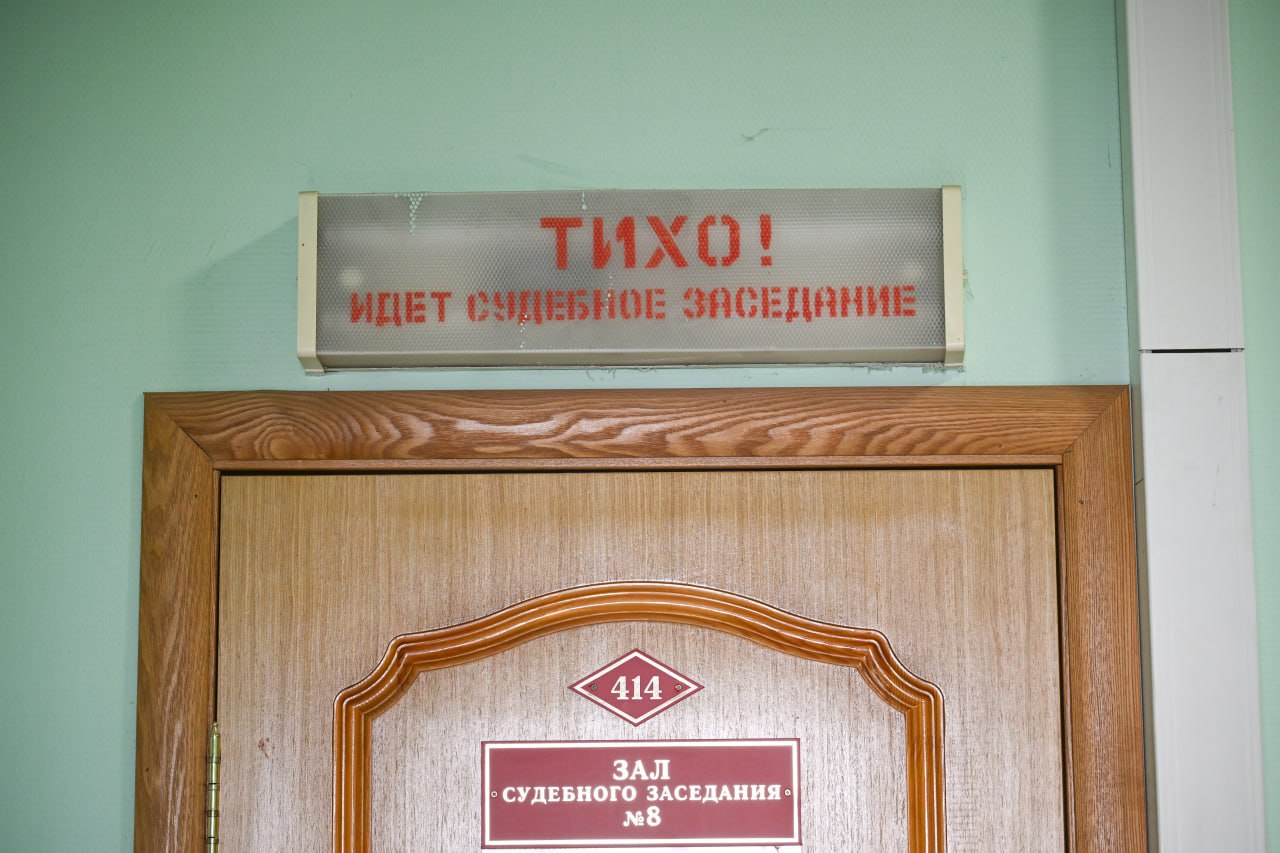 ТИХО!
ИДЕТ СУДЕБНОЕ ЗАСЕДАНИЕ
414
ЗАЛ
СУДЕБНОГО ЗАСЕДАНИЯ
№8